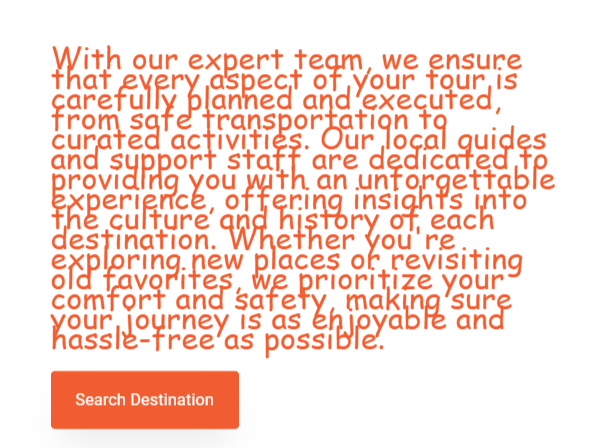 With our expert team, we ensure
that every aspect of your tour is
carefully planned and executed,
from safe transportation to
curated activities. Our local guides
and support staff are dedicated to
providing you with an unforgettable
experience, offering insights into
the culture and history of each
destination. Whether you're
exploring new places or revisiting
old favorites, we prioritize your
comfort and safety, making sure
your journey is as enjoyable and
hassle-free as possible.
Search Destination